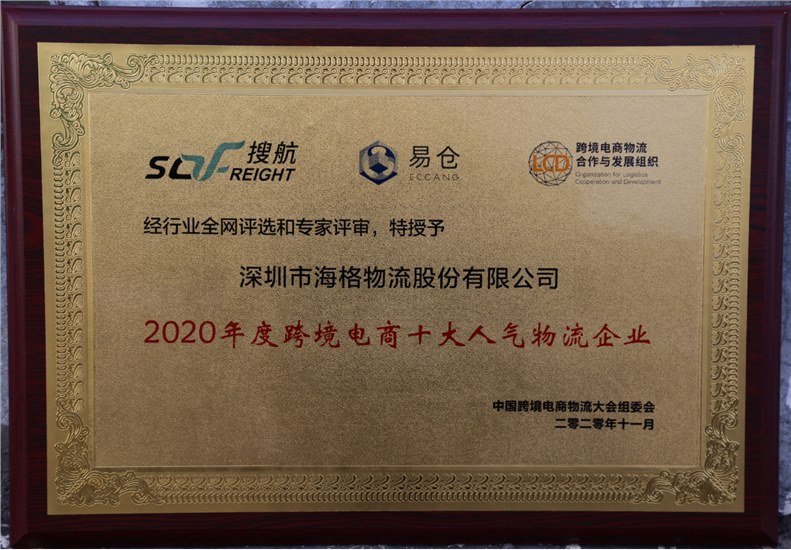 SOFREIGHT 搜航
易仓
ECCANG
LCD
跨境电商物流
合作与发展组织
Organization for Logistics
Cooperation and Development
经行业全网评选和专家评审，特授予
深圳市海格物流股份有限公司
2020年度跨境电商十大人气物流企业
中国跨境电商物流大会组委会
二零二零年十一月